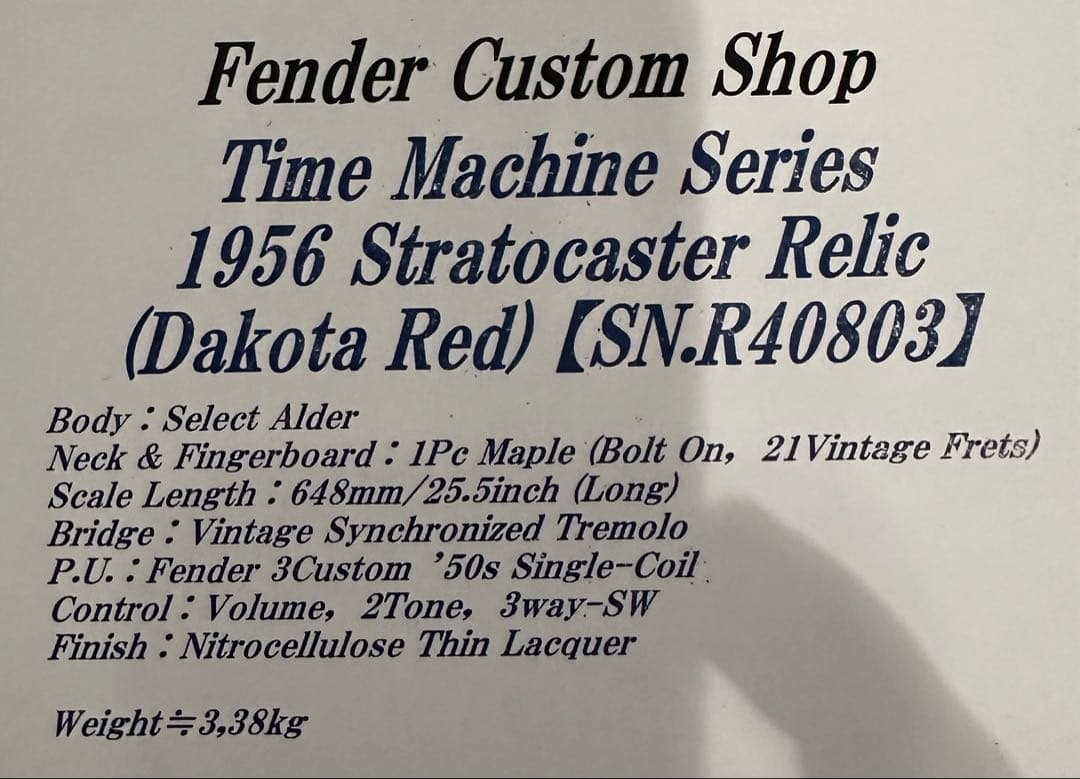 Fender Custom Shop
Time Machine Series
1956 Stratocaster Relic
(Dakota Red)【SN.R40803】
Body：Select Alder
Neck & Fingerboard：1Pc Maple (Bolt On, 21Vintage Frets)
Scale Length：648mm/25.5inch (Long)
Bridge：Vintage Synchronized Tremolo
P.U.：Fender 3Custom ’50s Single-Coil
Control：Volume, 2Tone, 3way-SW
Finish：Nitrocellulose Thin Lacquer
Weight≒3,38kg